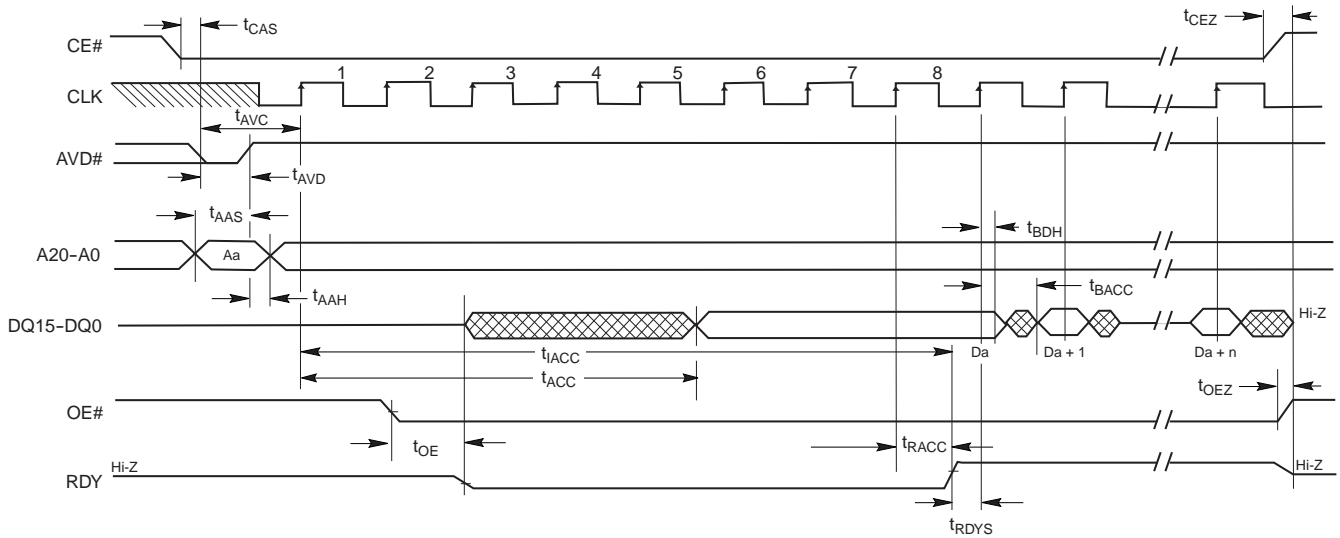 tCEZ
tCAS
CE#
1 2 3 4 5 6 7 8
CLK
tAVC
AVD#
tAVD
tAAS
tBDH
A20-A0
Aa
tAAH
tBACC
DQ15-DQ0
Hi-Z
tIACC
Da
Da + 1
Da + n
tACC
tOEZ
OE#
tOE
tRACC
Hi-Z
Hi-Z
RDY
tRDYS